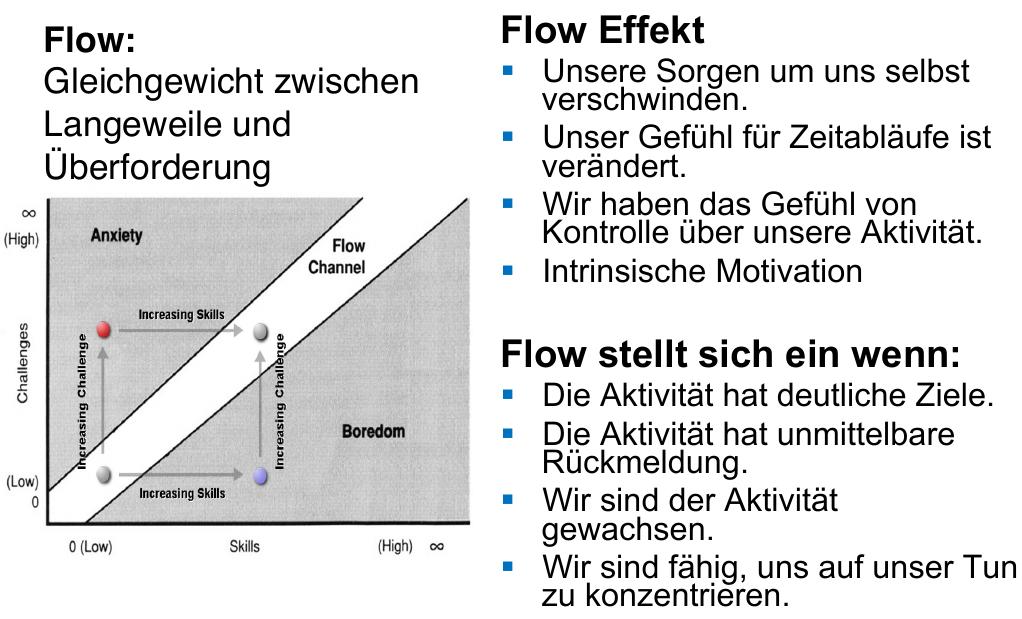 Flow:
Gleichgewicht zwischen
Langeweile und
Überforderung
∞
(High)
Challenges
(Low)
0
Anxiety
Flow
Channel
Increasing Skills
Increasing Challenge
Increasing Challenge
Boredom
Increasing Skills
0 (Low)
Skills
(High) ∞
Flow Effekt
▪ Unsere Sorgen um uns selbst
verschwinden.
▪ Unser Gefühl für Zeitabläufe ist
verändert.
▪ Wir haben das Gefühl von
Kontrolle über unsere Aktivität.
▪ Intrinsische Motivation
Flow stellt sich ein wenn:
▪ Die Aktivität hat deutliche Ziele.
▪ Die Aktivität hat unmittelbare
Rückmeldung.
▪ Wir sind der Aktivität
gewachsen.
▪ Wir sind fähig, uns auf unser Tun
zu konzentrieren.